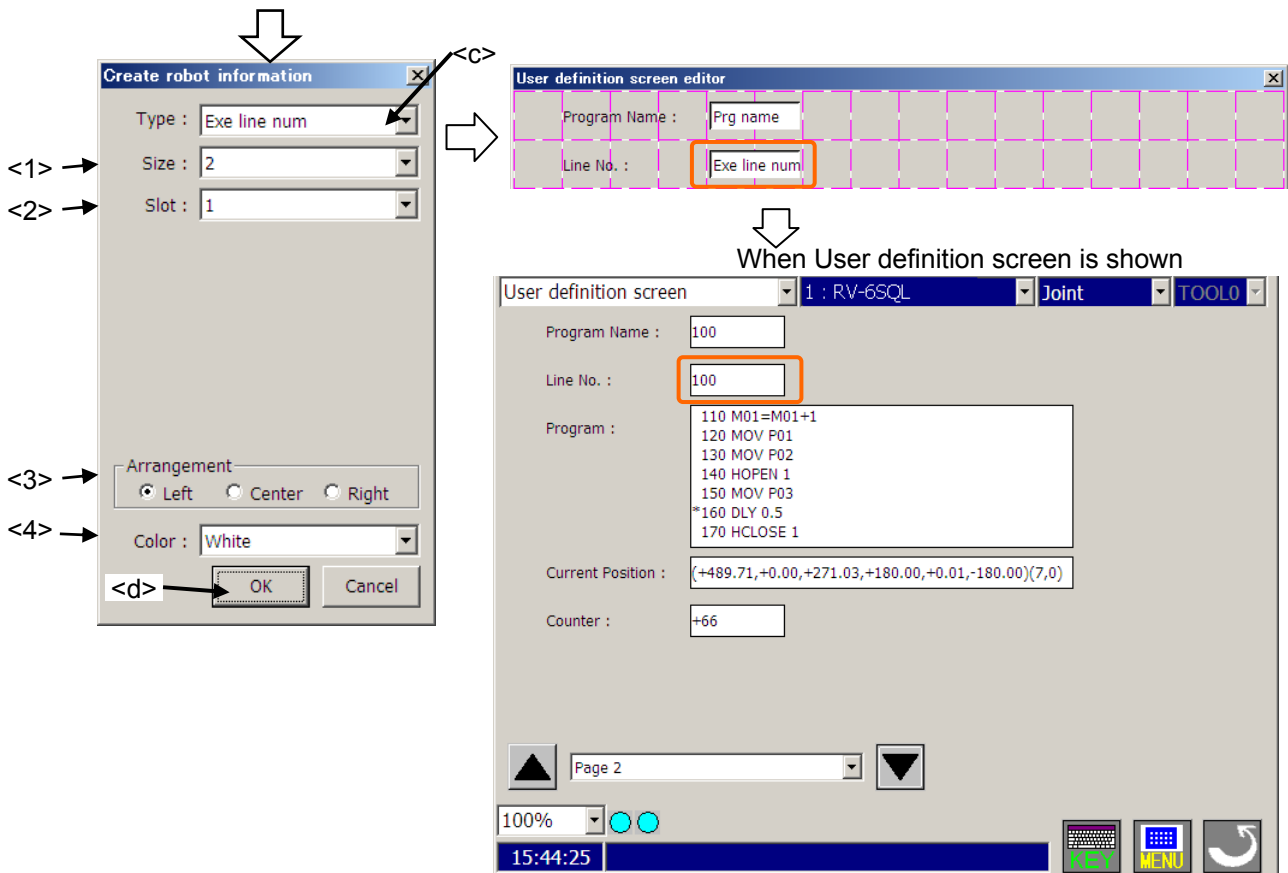 <c>
Create robot information
Type : Exe line num
<1> Size : 2
<2> Slot : 1
<3> Arrangement
Left Center Right
<4> Color : White
<d> OK Cancel
User definition screen editor
Program Name : Prg name
Line No. : Exe line num
When User definition screen is shown
User definition screen 1 : RV-6SQL Joint TOOL0
Program Name : 100
Line No. : 100
Program :
110 M01=M01+1
120 MOV P01
130 MOV P02
140 HOPEN 1
150 MOV P03
*160 DLY 0.5
170 HCLOSE 1
Current Position : (+489.71,+0.00,+271.03,+180.00,+0.01,-180.00)(7,0)
Counter : +66
Page 2
100%
15:44:25 KEY MENU